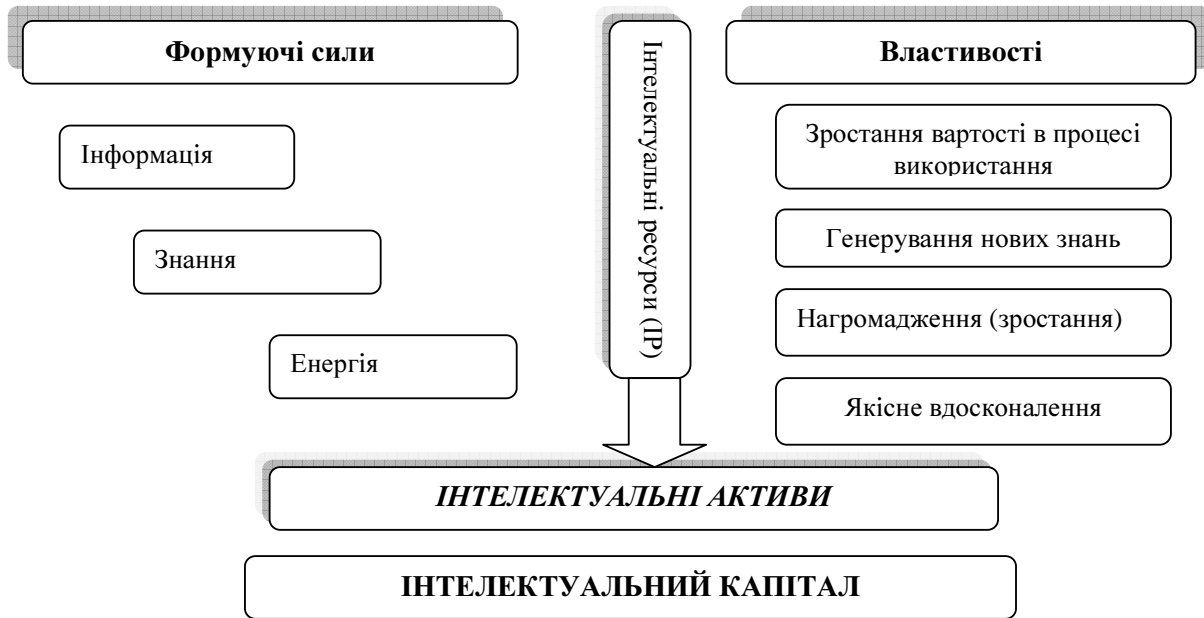 Формуючі сили
Інформація
Знання
Енергія
Інтелектуальні ресурси (ІР)
Властивості
Зростання вартості в процесі
використання
Генерування нових знань
Нагромадження (зростання)
Якісне вдосконалення
ІНТЕЛЕКТУАЛЬНІ АКТИВИ
ІНТЕЛЕКТУАЛЬНИЙ КАПІТАЛ